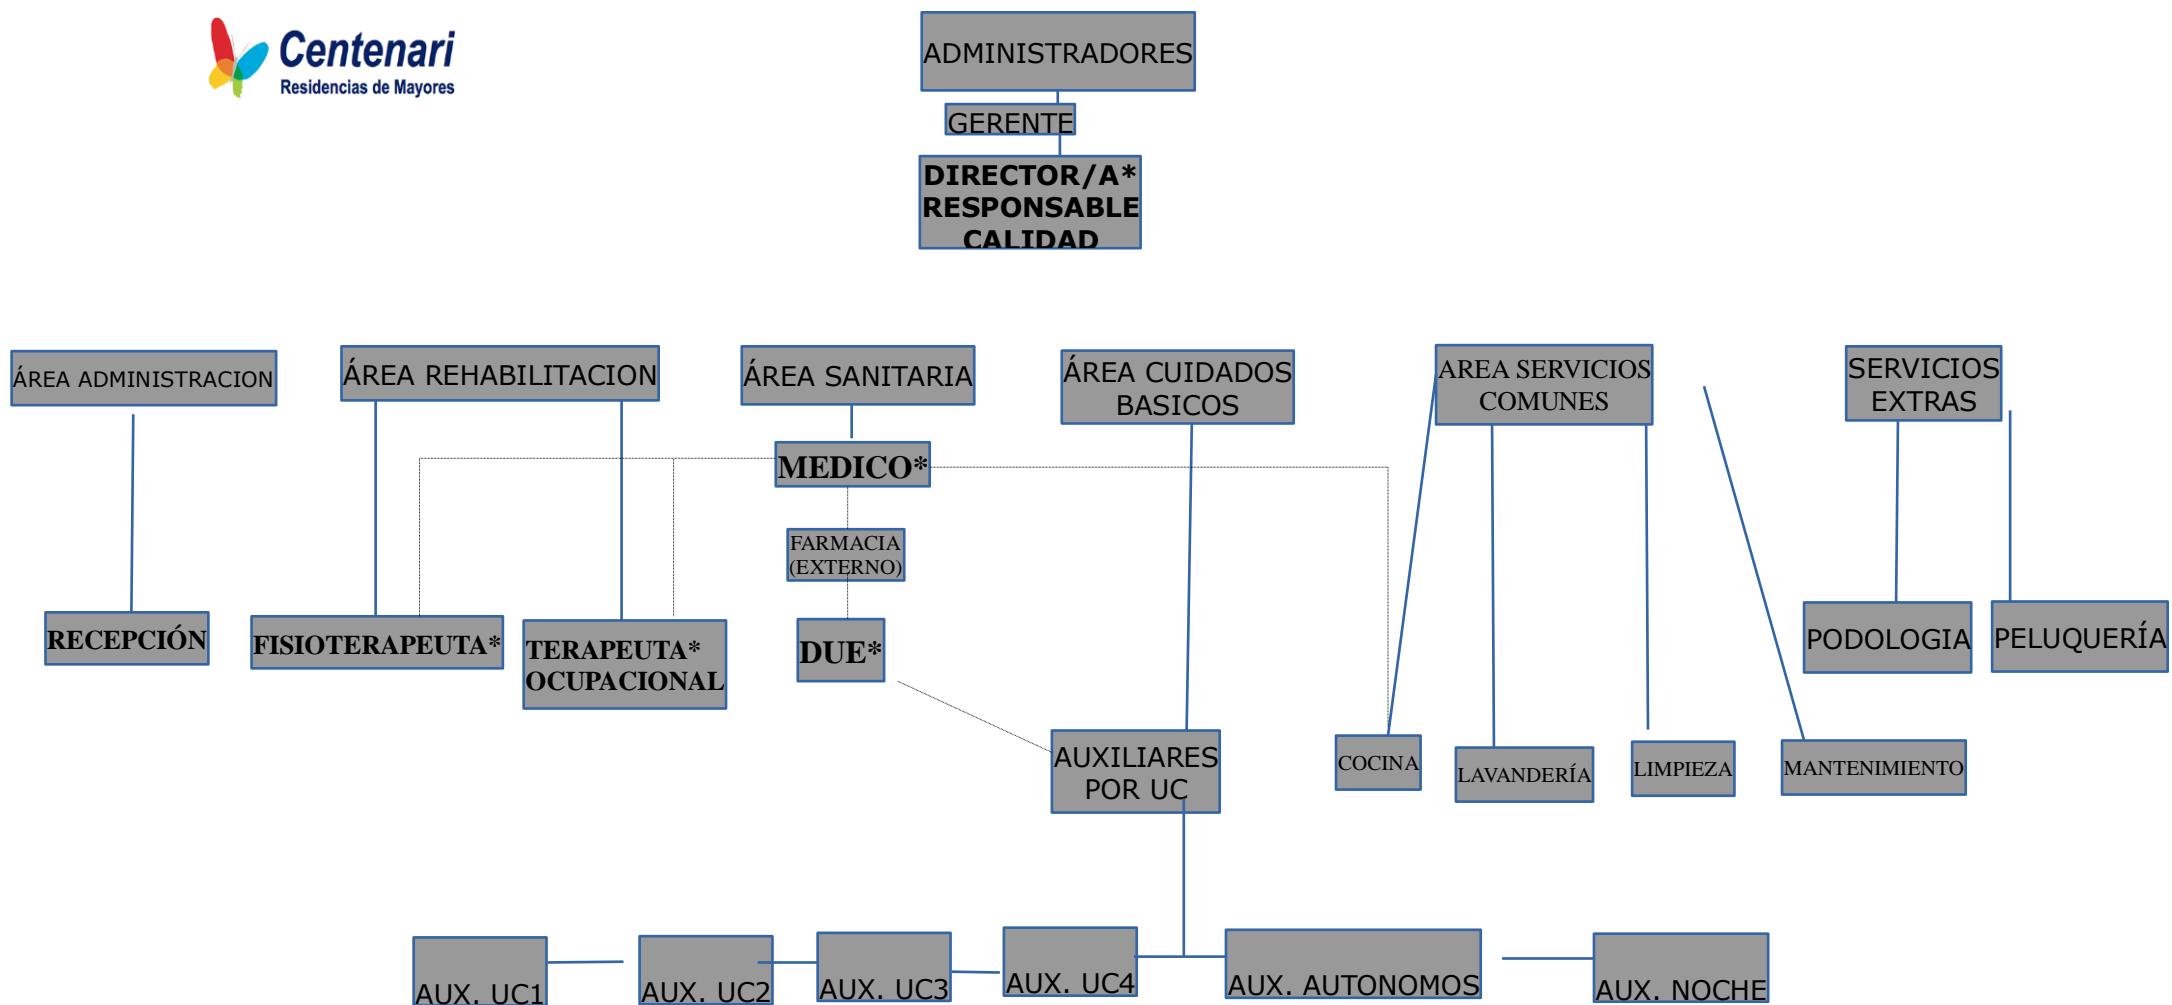 Centenari
Residencias de Mayores
ADMINISTRADORES
GERENTE
DIRECTOR/A*
RESPONSABLE
CALIDAD
ÁREA ADMINISTRACION
ÁREA REHABILITACION
ÁREA SANITARIA
ÁREA CUIDADOS
BASICOS
AREA SERVICIOS
COMUNES
SERVICIOS
EXTRAS
MEDICO*
FARMACIA
(EXTERNO)
RECEPCIÓN
FISIOTERAPEUTA*
TERAPEUTA*
OCUPACIONAL
DUE*
PODOLOGIA
PELUQUERÍA
AUXILIARES
POR UC
COCINA
LAVANDERÍA
LIMPIEZA
MANTENIMIENTO
AUX. UC1
AUX. UC2
AUX. UC3
AUX. UC4
AUX. AUTONOMOS
AUX. NOCHE